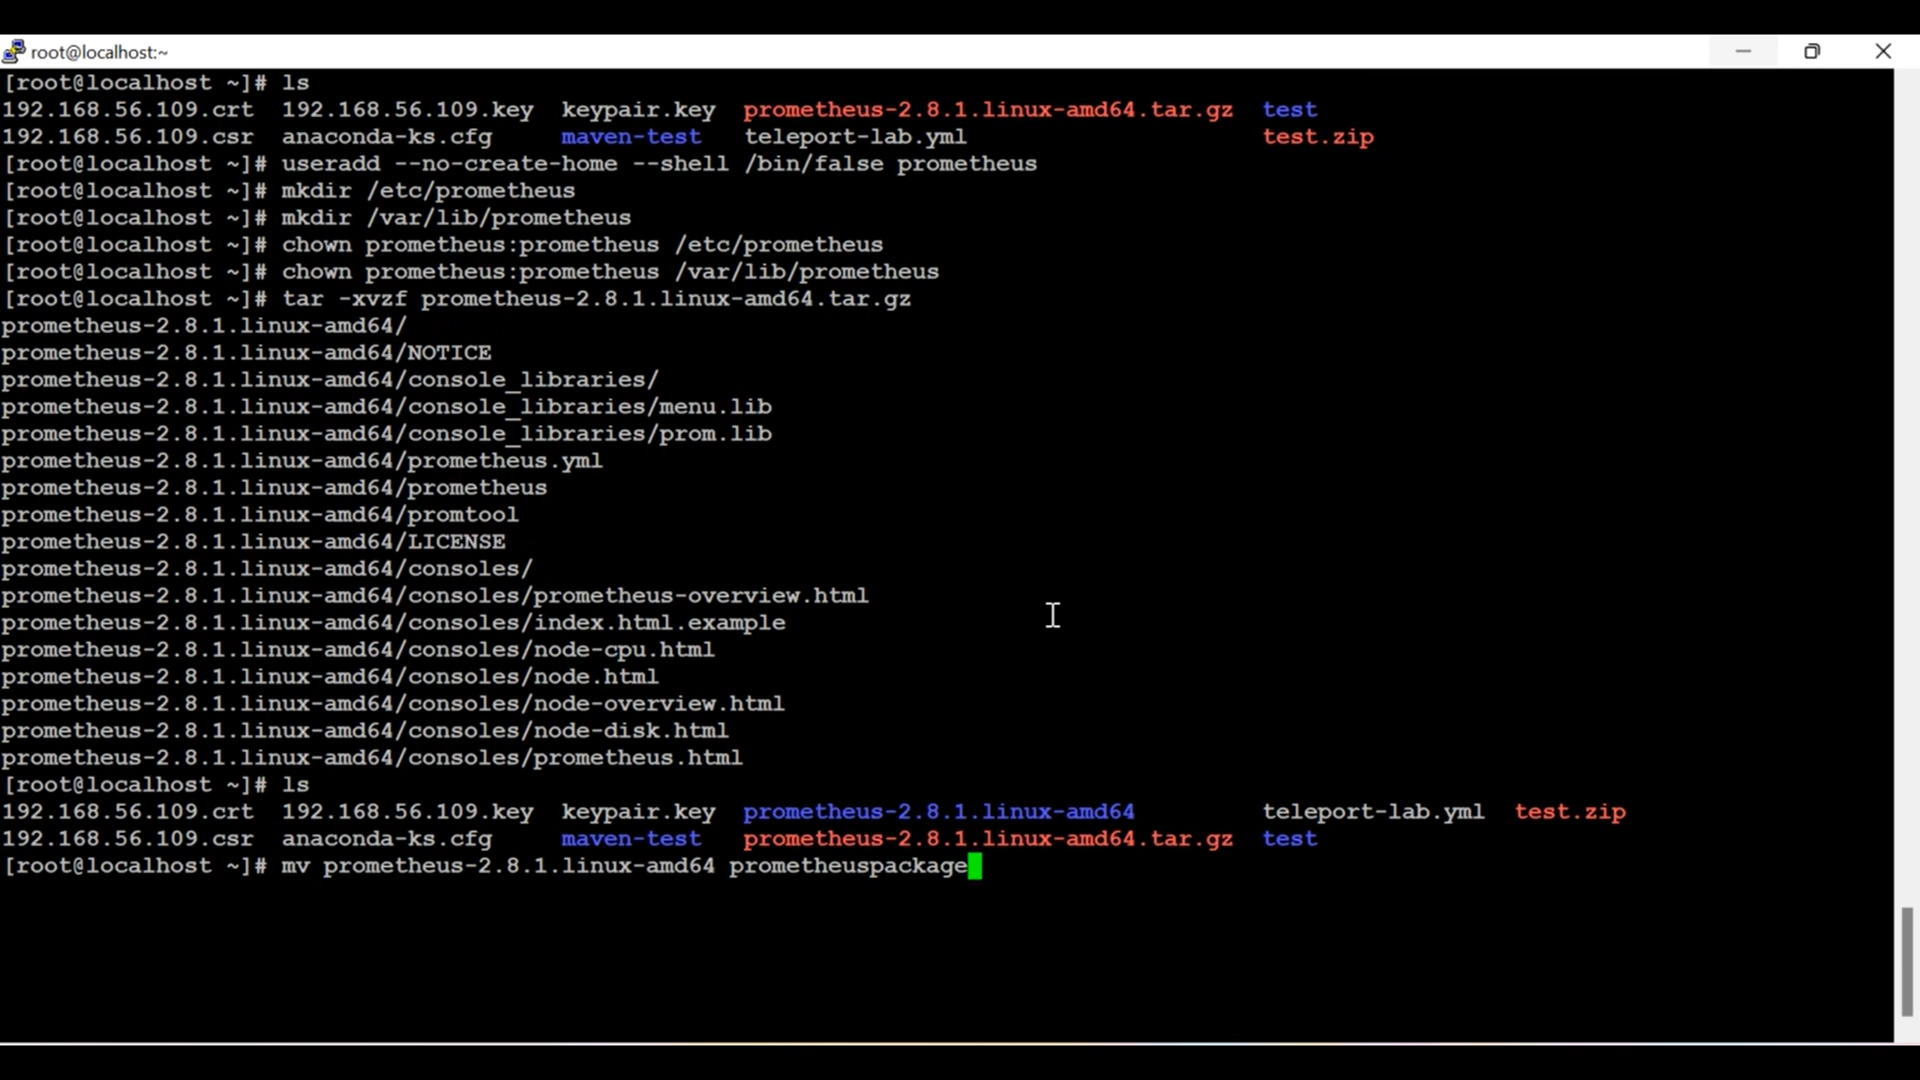 root@localhost:~
[root@localhost ~]# ls
192.168.56.109.crt  192.168.56.109.key  keypair.key  prometheus-2.8.1.linux-amd64.tar.gz  test
192.168.56.109.csr  anaconda-ks.cfg     maven-test   teleport-lab.yml                     test.zip
[root@localhost ~]# useradd --no-create-home --shell /bin/false prometheus
[root@localhost ~]# mkdir /etc/prometheus
[root@localhost ~]# mkdir /var/lib/prometheus
[root@localhost ~]# chown prometheus:prometheus /etc/prometheus
[root@localhost ~]# chown prometheus:prometheus /var/lib/prometheus
[root@localhost ~]# tar -xvzf prometheus-2.8.1.linux-amd64.tar.gz
prometheus-2.8.1.linux-amd64/
prometheus-2.8.1.linux-amd64/NOTICE
prometheus-2.8.1.linux-amd64/console_libraries/
prometheus-2.8.1.linux-amd64/console_libraries/menu.lib
prometheus-2.8.1.linux-amd64/console_libraries/prom.lib
prometheus-2.8.1.linux-amd64/prometheus.yml
prometheus-2.8.1.linux-amd64/prometheus
prometheus-2.8.1.linux-amd64/promtool
prometheus-2.8.1.linux-amd64/LICENSE
prometheus-2.8.1.linux-amd64/consoles/
prometheus-2.8.1.linux-amd64/consoles/prometheus-overview.html
prometheus-2.8.1.linux-amd64/consoles/index.html.example
prometheus-2.8.1.linux-amd64/consoles/node-cpu.html
prometheus-2.8.1.linux-amd64/consoles/node.html
prometheus-2.8.1.linux-amd64/consoles/node-overview.html
prometheus-2.8.1.linux-amd64/consoles/node-disk.html
prometheus-2.8.1.linux-amd64/consoles/prometheus.html
[root@localhost ~]# ls
192.168.56.109.crt  192.168.56.109.key  keypair.key  prometheus-2.8.1.linux-amd64         teleport-lab.yml  test.zip
192.168.56.109.csr  anaconda-ks.cfg     maven-test   prometheus-2.8.1.linux-amd64.tar.gz  test
[root@localhost ~]# mv prometheus-2.8.1.linux-amd64 prometheuspackage